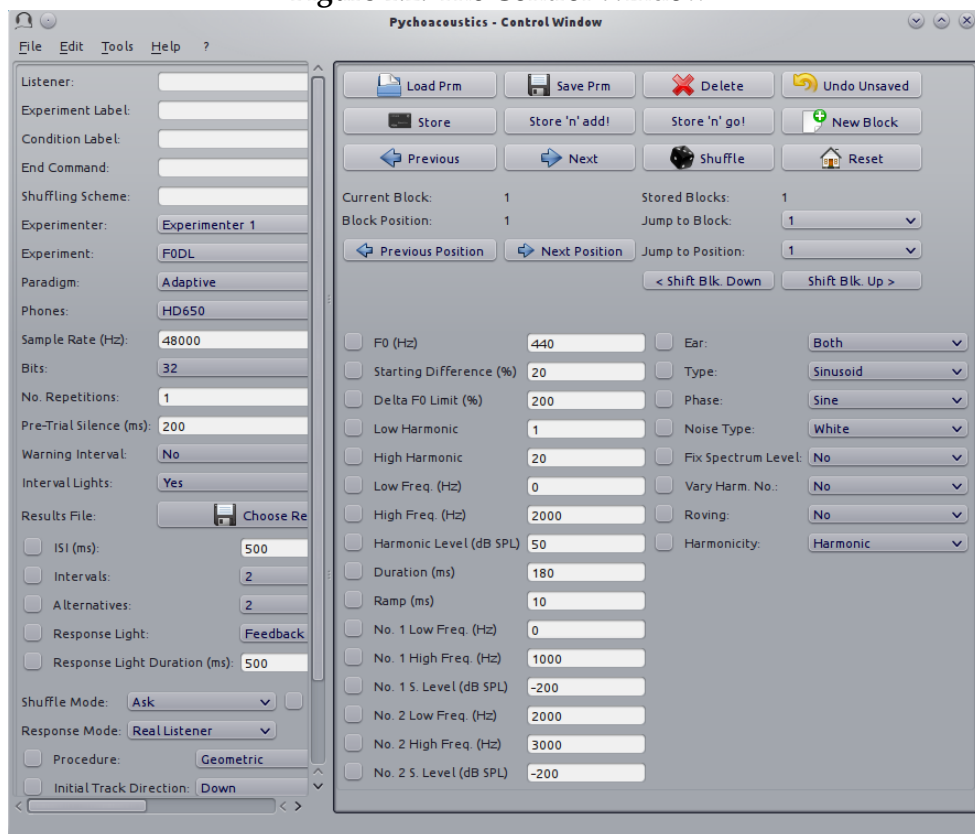 Pychoacoustics - Control Window
File Edit Tools Help ?
Listener:
Experiment Label:
Condition Label:
End Command:
Shuffling Scheme:
Experimenter: Experimenter 1
Experiment: F0DL
Paradigm: Adaptive
Phones: HD650
Sample Rate (Hz): 48000
Bits: 32
No. Repetitions: 1
Pre-Trial Silence (ms): 200
Warning Interval: No
Interval Lights: Yes
Results File: Choose Re
ISI (ms): 500
Intervals: 2
Alternatives: 2
Response Light: Feedback
Response Light Duration (ms): 500
Shuffle Mode: Ask
Response Mode: Real Listener
Procedure: Geometric
Initial Track Direction: Down
Load Prm Save Prm Delete Undo Unsaved
Store Store 'n' add! Store 'n' go! New Block
Previous Next Shuffle Reset
Current Block: 1 Stored Blocks: 1
Block Position: 1 Jump to Block: 1
Previous Position Next Position Jump to Position: 1
< Shift Blk. Down Shift Blk. Up >
F0 (Hz) 440
Starting Difference (%) 20
Delta F0 Limit (%) 200
Low Harmonic 1
High Harmonic 20
Low Freq. (Hz) 0
High Freq. (Hz) 2000
Harmonic Level (dB SPL) 50
Duration (ms) 180
Ramp (ms) 10
No. 1 Low Freq. (Hz) 0
No. 1 High Freq. (Hz) 1000
No. 1 S. Level (dB SPL) -200
No. 2 Low Freq. (Hz) 2000
No. 2 High Freq. (Hz) 3000
No. 2 S. Level (dB SPL) -200
Ear: Both
Type: Sinusoid
Phase: Sine
Noise Type: White
Fix Spectrum Level: No
Vary Harm. No.: No
Roving: No
Harmonicity: Harmonic